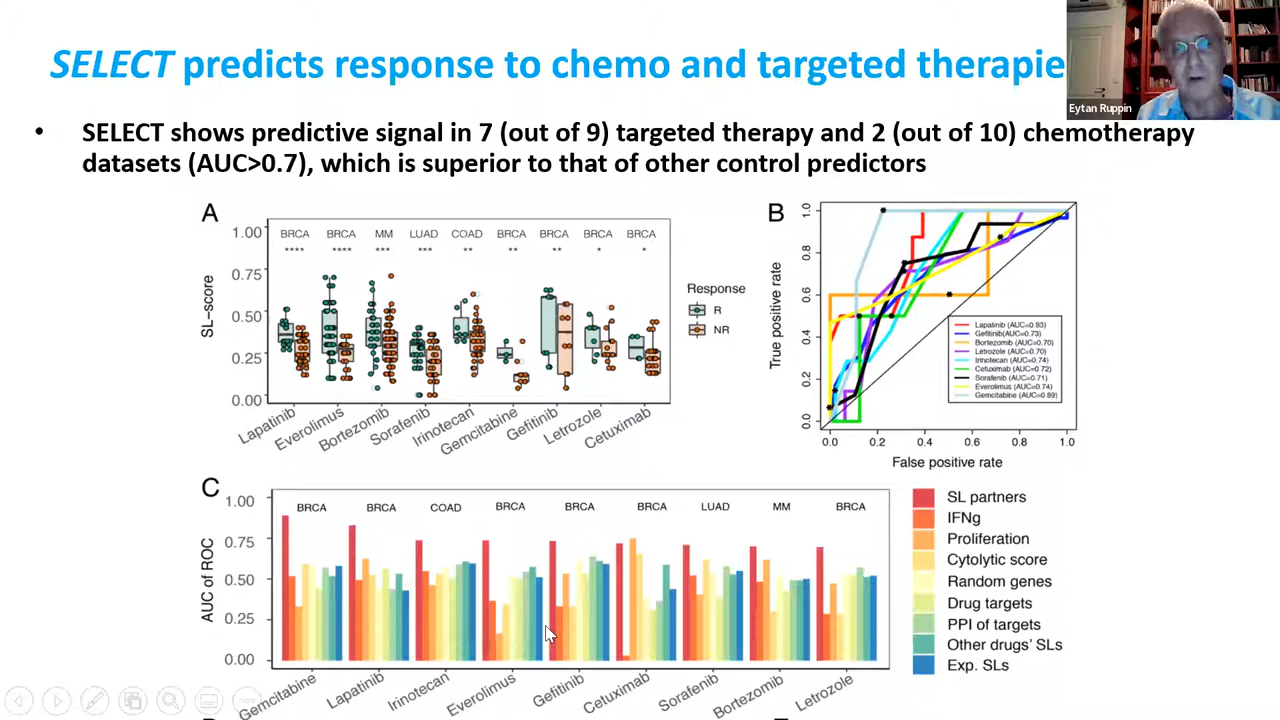 SELECT predicts response to chemo and targeted therapie
Eytan Ruppin
• SELECT shows predictive signal in 7 (out of 9) targeted therapy and 2 (out of 10) chemotherapy
datasets (AUC>0.7), which is superior to that of other control predictors
A
BRCA BRCA MM LUAD COAD BRCA BRCA BRCA BRCA
**** **** *** *** ** ** ** * *
SL-score
1.00
0.75
0.50
0.25
0.00
Lapatinib Everolimus Bortezomib Sorafenib Irinotecan Gemcitabine Gefitinib Letrozole Cetuximab
Response
R
NR
B
True positive rate
1.0
0.8
0.6
0.4
0.2
0.0
Lapatinib (AUC=0.83)
Gefitinib(AUC=0.73)
Bortezomib (AUC=0.70)
Letrozole (AUC=0.70)
Irinotecan (AUC=0.74)
Cetuximab (AUC=0.72)
Sorafenib (AUC=0.71)
Everolimus (AUC=0.74)
Gemcitabine (AUC=0.89)
0.0 0.2 0.4 0.6 0.8 1.0
False positive rate
C
BRCA BRCA COAD BRCA BRCA BRCA LUAD MM BRCA
AUC of ROC
1.00
0.75
0.50
0.25
0.00
Gemcitabine Lapatinib Irinotecan Everolimus Gefitinib Cetuximab Sorafenib Bortezomib Letrozole
SL partners
IFNg
Proliferation
Cytolytic score
Random genes
Drug targets
PPI of targets
Other drugs' SLs
Exp. SLs